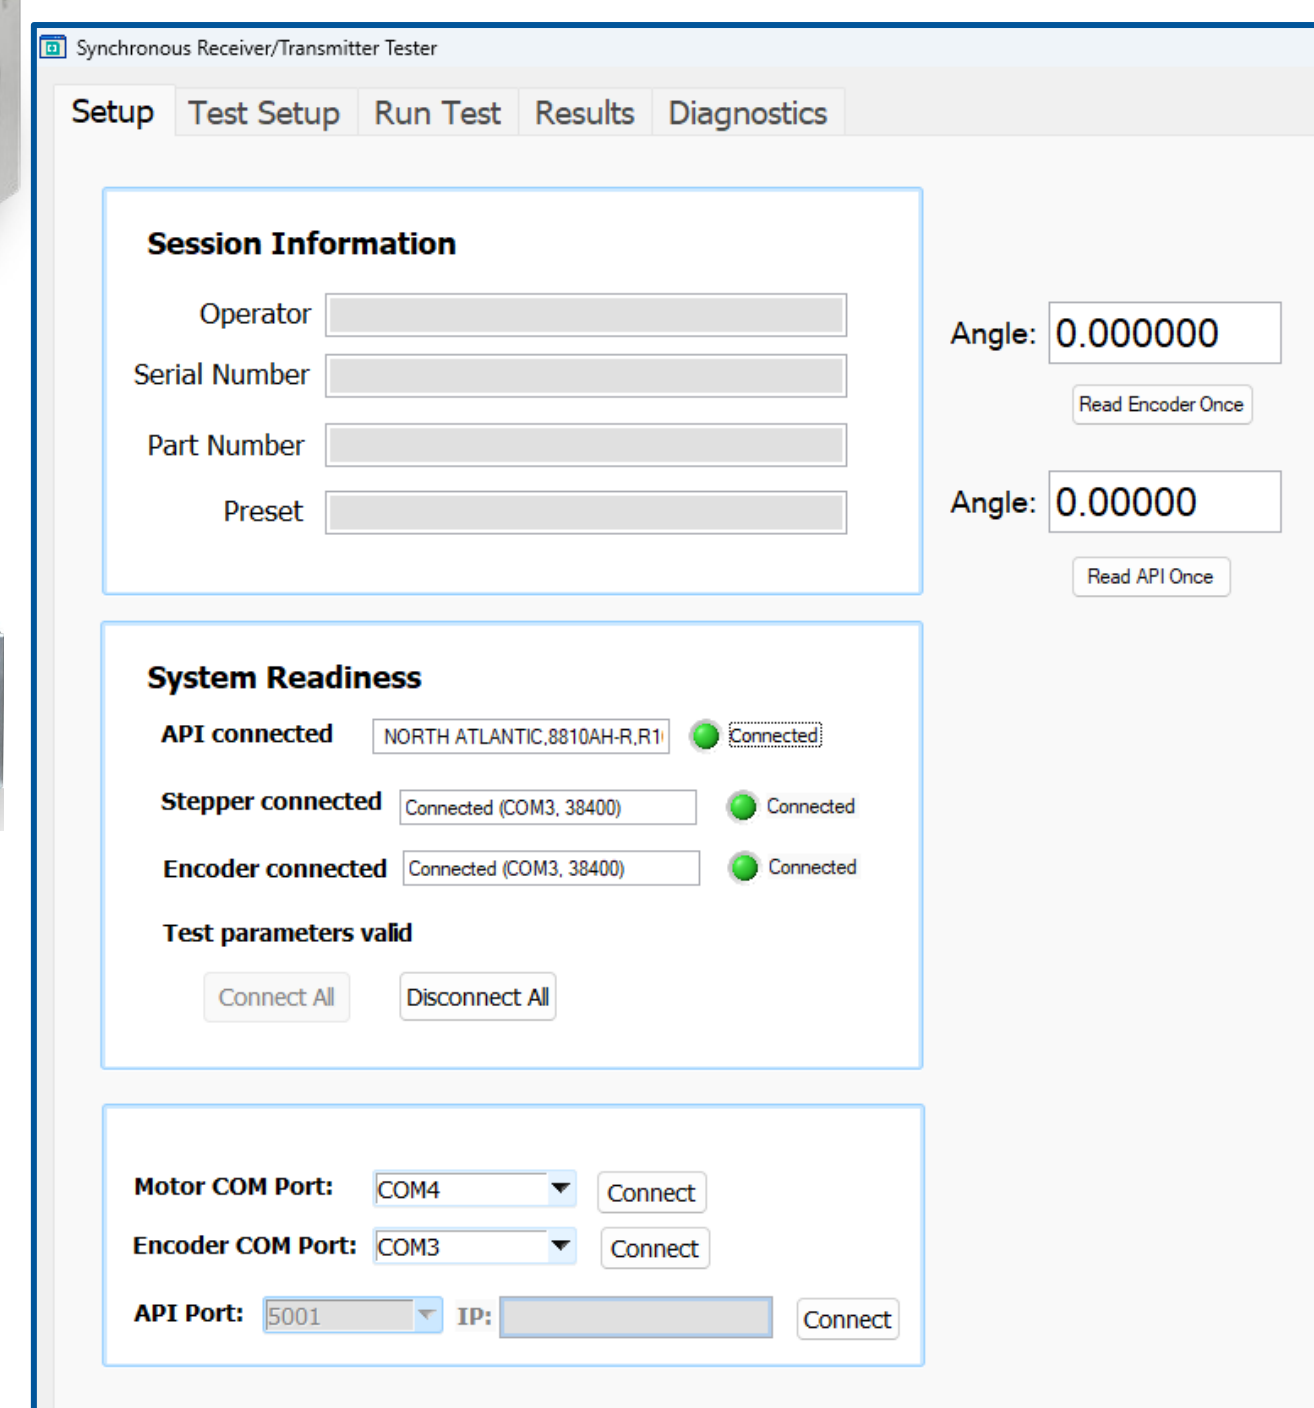 Synchronous Receiver/Transmitter Tester
Setup Test Setup Run Test Results Diagnostics
Session Information
Operator
Serial Number
Part Number
Preset
Angle: 0.000000
Read Encoder Once
Angle: 0.00000
Read API Once
System Readiness
API connected NORTH ATLANTIC,8810AH-R,R1 Connected
Stepper connected Connected (COM3, 38400) Connected
Encoder connected Connected (COM3, 38400) Connected
Test parameters valid
Connect All Disconnect All
Motor COM Port: COM4 Connect
Encoder COM Port: COM3 Connect
API Port: 5001 IP: Connect